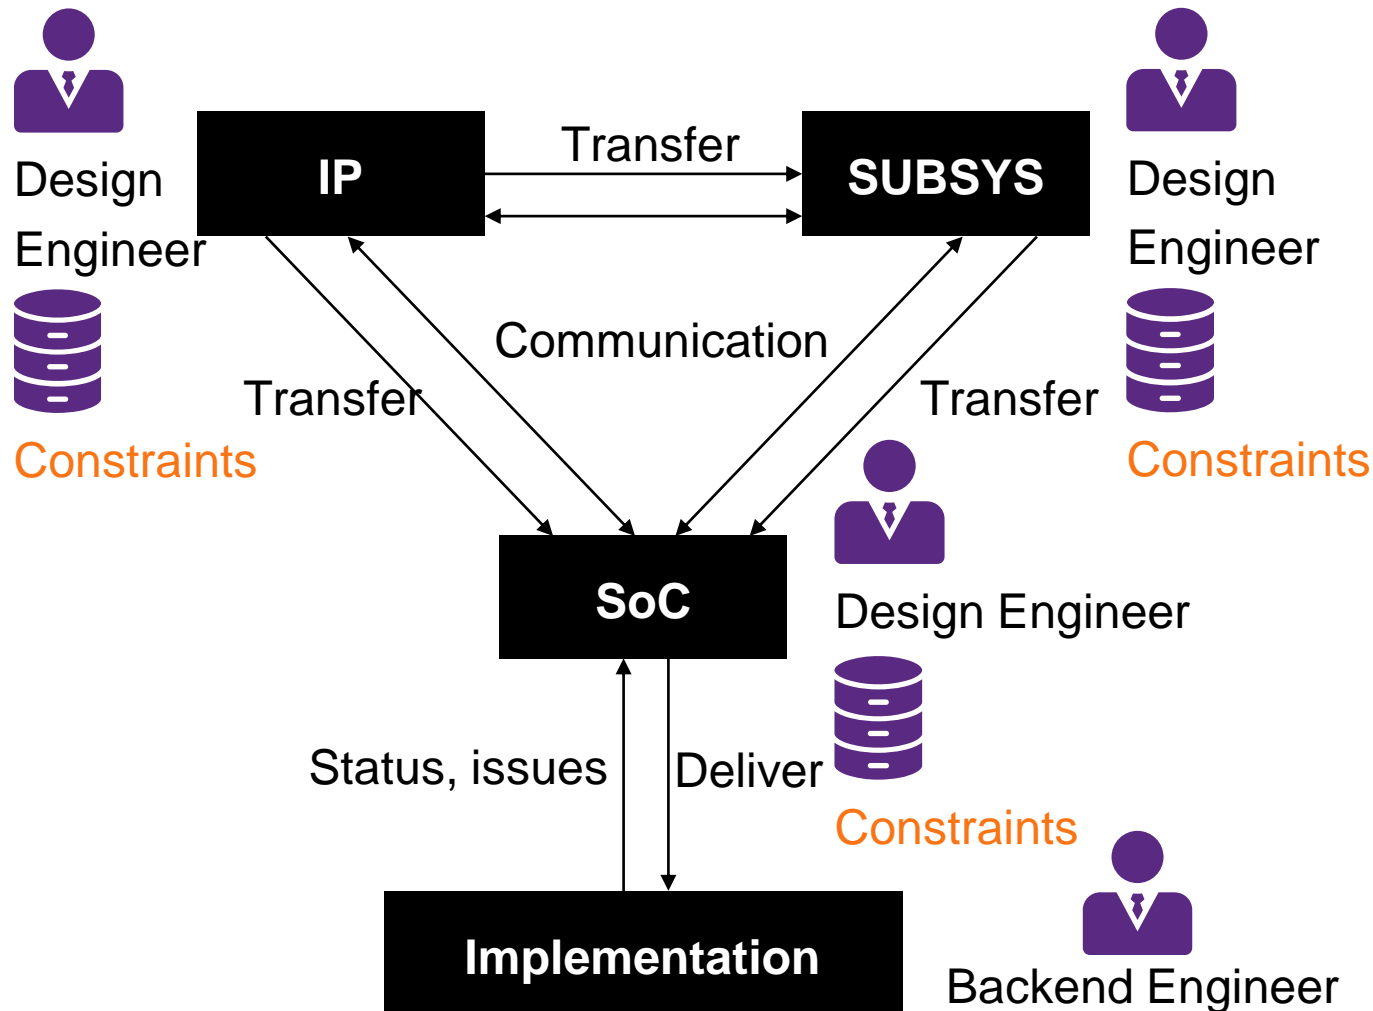 Transfer
IP
SUBSYS
Design
Engineer
Design
Engineer
Communication
Transfer
Transfer
Constraints
Constraints
SoC
Design Engineer
Status, issues
Deliver
Constraints
Implementation
Backend Engineer